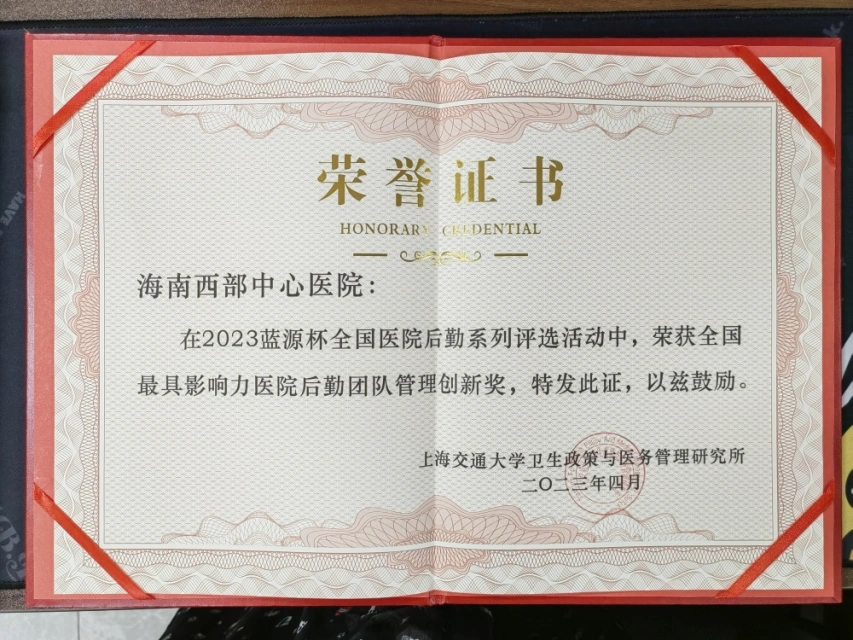 荣誉证书
HONORARY CREDENTIAL
海南西部中心医院：
在2023蓝源杯全国医院后勤系列评选活动中，荣获全国
最具影响力医院后勤团队管理创新奖，特发此证，以兹鼓励。
上海交通大学卫生政策与医务管理研究所
二〇二三年四月